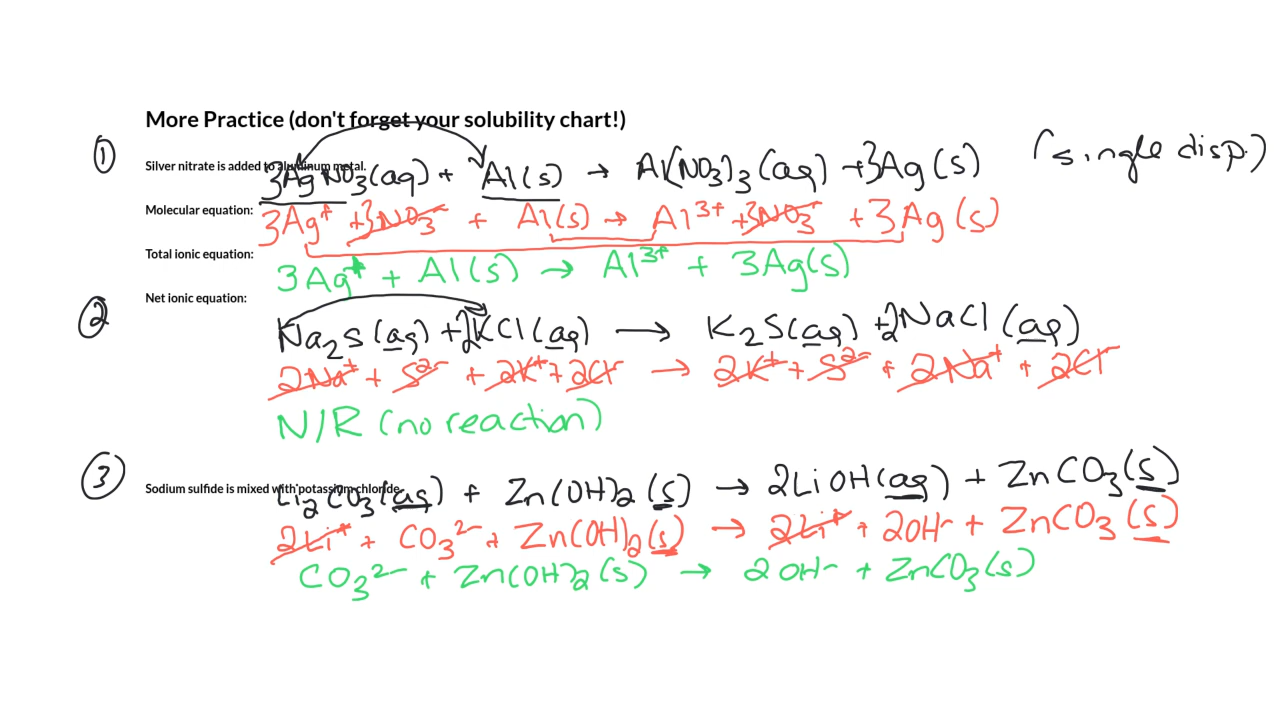 More Practice (don't forget your solubility chart!)
① Silver nitrate is added to aluminum metal. (single disp.)
3AgNO₃(aq) + Al(s) → Al(NO₃)₃(aq) + 3Ag(s)
Molecular equation:
3Ag⁺ + 3NO₃⁻ + Al(s) → Al³⁺ + 3NO₃⁻ + 3Ag(s)
Total ionic equation:
3Ag⁺ + Al(s) → Al³⁺ + 3Ag(s)
Net ionic equation:
② Na₂S(aq) + 2KCl(aq) → K₂S(aq) + 2NaCl(aq)
2Na⁺ + S²⁻ + 2K⁺ + 2Cl⁻ → 2K⁺ + S²⁻ + 2Na⁺ + 2Cl⁻
N/R (no reaction)
③ Sodium sulfide is mixed with potassium chloride.
Li₂CO₃(aq) + Zn(OH)₂(s) → 2LiOH(aq) + ZnCO₃(s)
2Li⁺ + CO₃²⁻ + Zn(OH)₂(s) → 2Li⁺ + 2OH⁻ + ZnCO₃(s)
CO₃²⁻ + Zn(OH)₂(s) → 2OH⁻ + ZnCO₃(s)